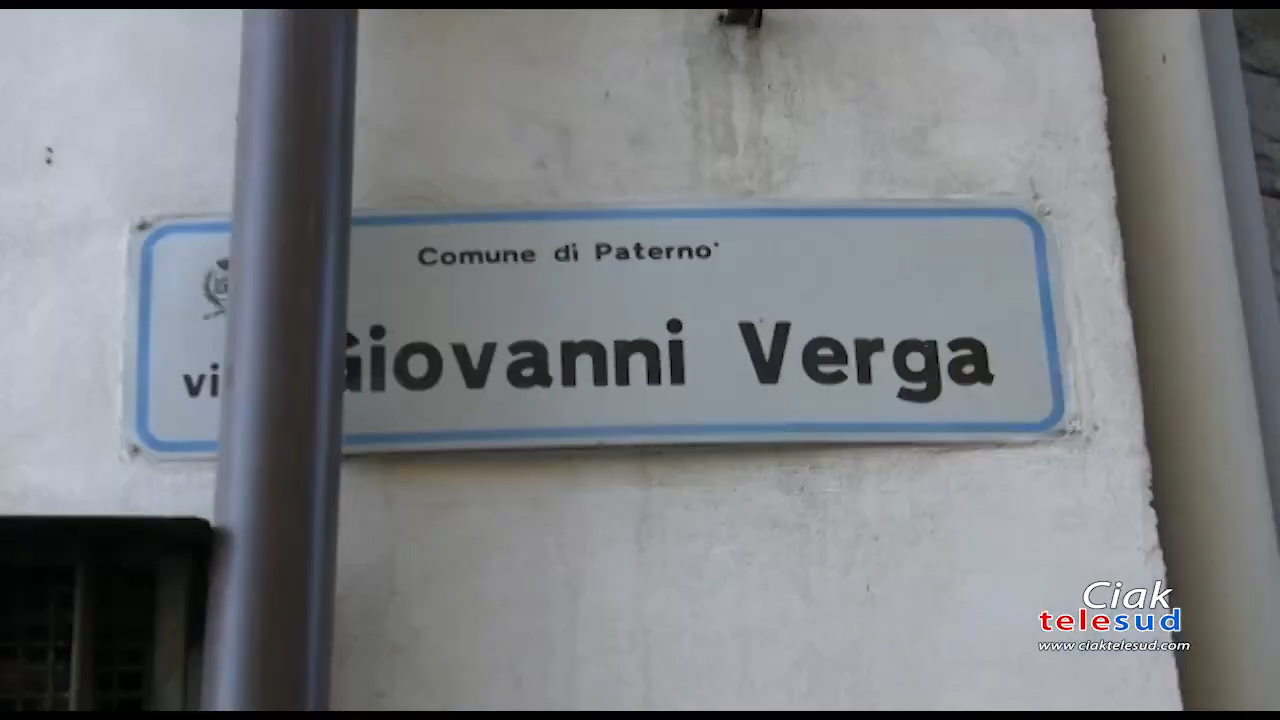 Comune di Paterno'
vi Giovanni Verga
Ciak
telesud
www.ciaktelesud.com